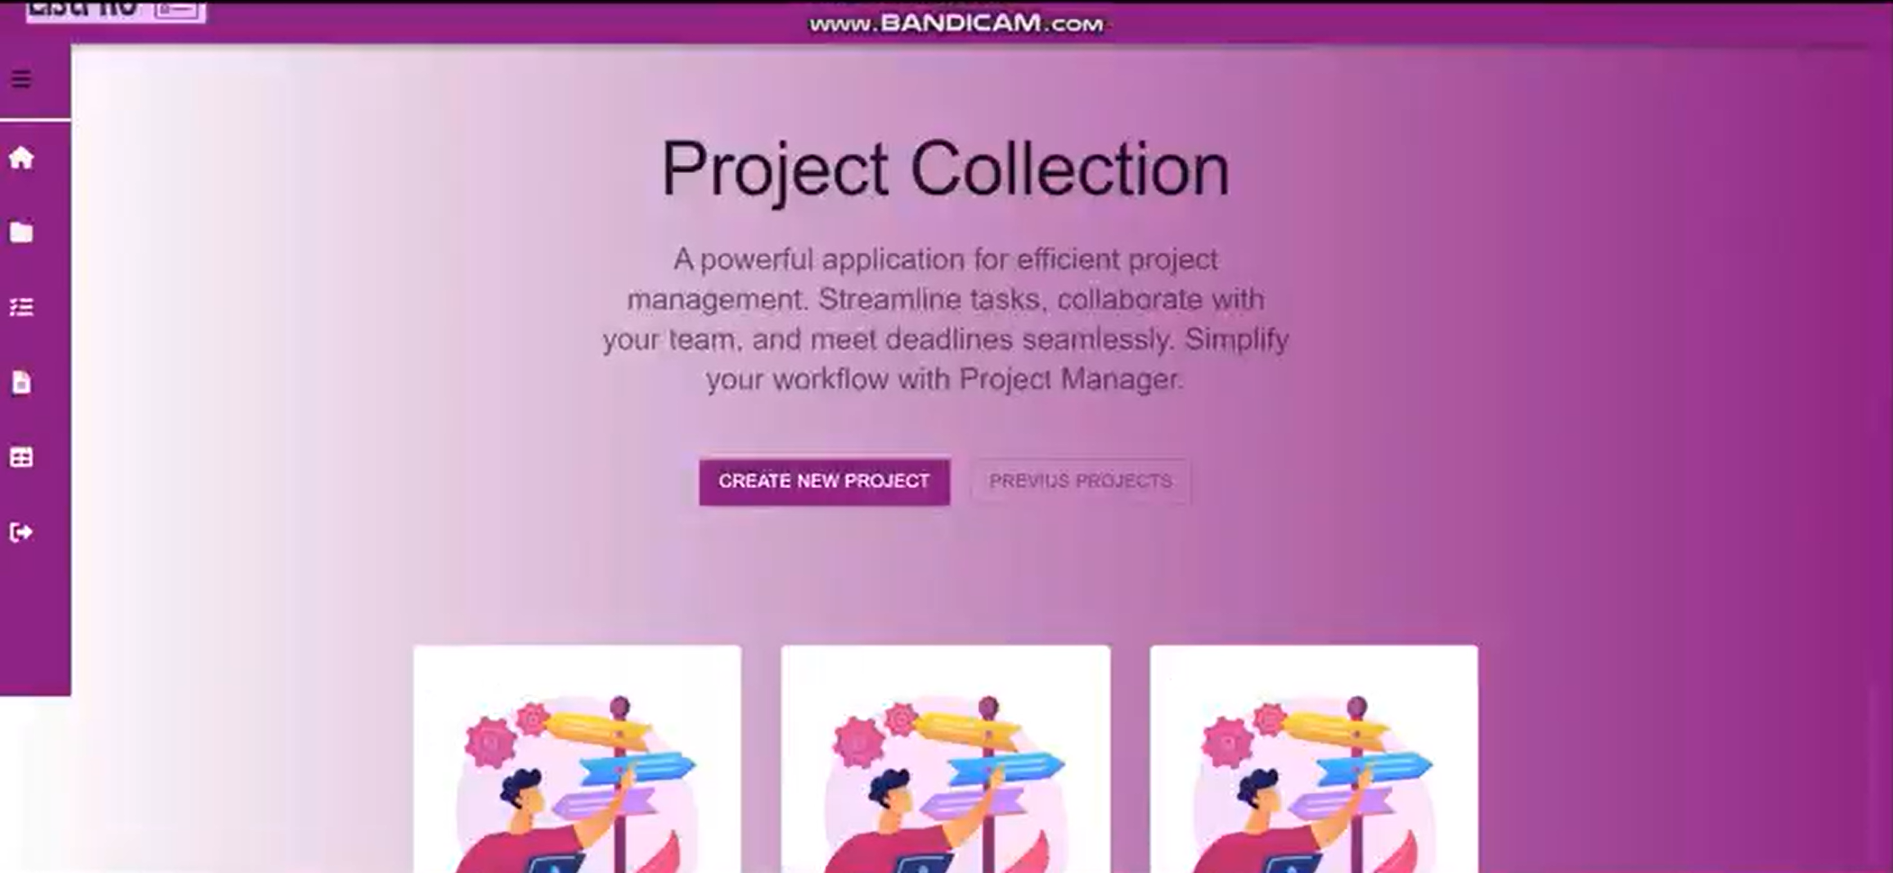 www.BANDICAM.com
Project Collection
A powerful application for efficient project
management. Streamline tasks, collaborate with
your team, and meet deadlines seamlessly. Simplify
your workflow with Project Manager.
CREATE NEW PROJECT PREVIUS PROJECTS